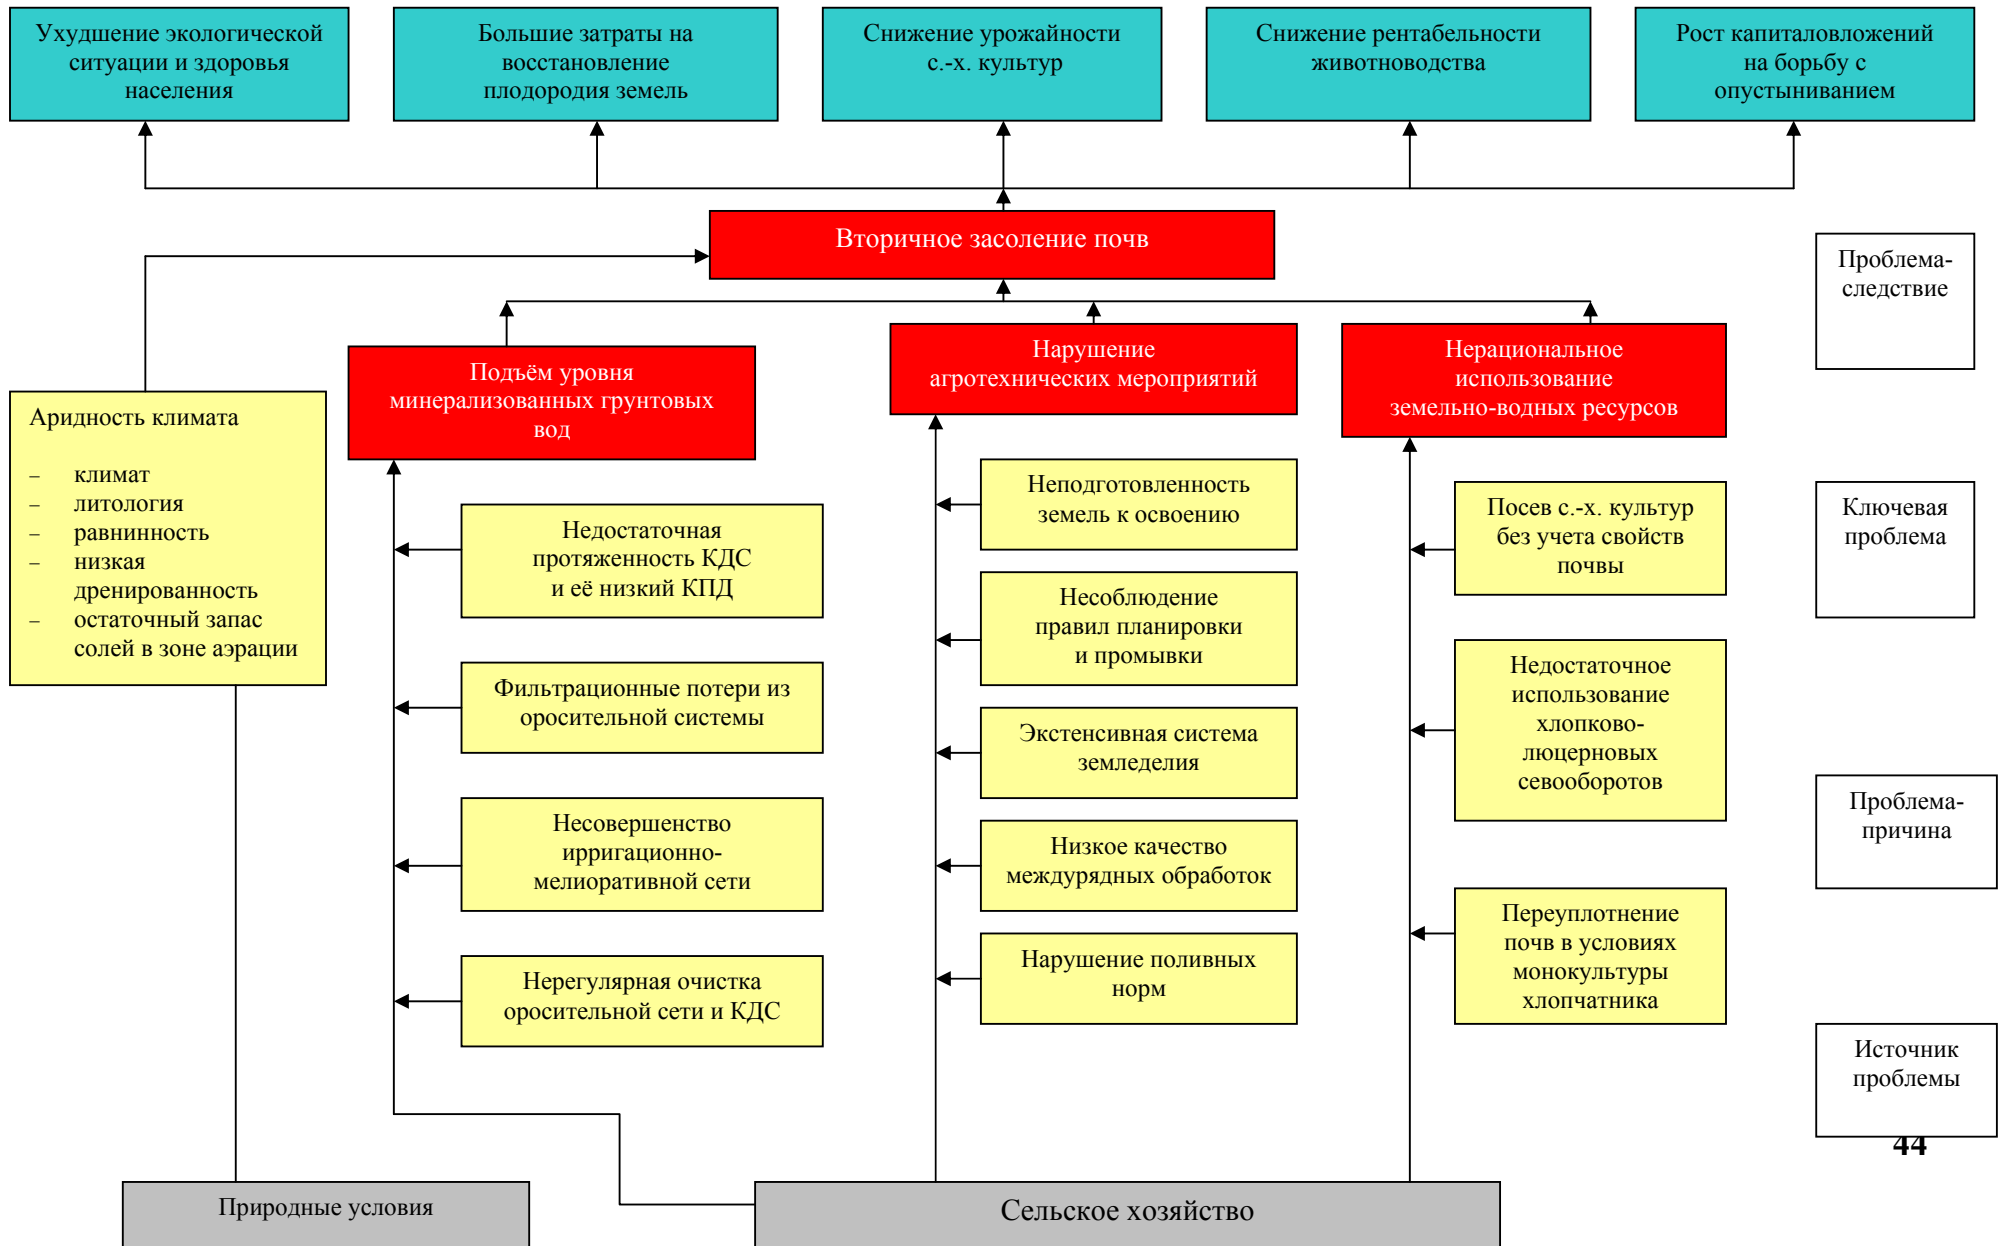 Ухудшение экологической
ситуации и здоровья
населения
Большие затраты на
восстановление
плодородия земель
Снижение урожайности
с.-х. культур
Снижение рентабельности
животноводства
Рост капиталовложений
на борьбу с
опустыниванием
Вторичное засоление почв
Проблема-
следствие
Подъём уровня
минерализованных грунтовых
вод
Нарушение
агротехнических мероприятий
Нерациональное
использование
земельно-водных ресурсов
Аридность климата
– климат
– литология
– равнинность
– низкая
дренированность
– остаточный запас
солей в зоне аэрации
Недостаточная
протяженность КДС
и её низкий КПД
Фильтрационные потери из
оросительной системы
Несовершенство
ирригационно-
мелиоративной сети
Нерегулярная очистка
оросительной сети и КДС
Неподготовленность
земель к освоению
Несоблюдение
правил планировки
и промывки
Экстенсивная система
земледелия
Низкое качество
междурядных обработок
Нарушение поливных
норм
Посев с.-х. культур
без учета свойств
почвы
Недостаточное
использование
хлопково-
люцерновых
севооборотов
Переуплотнение
почв в условиях
монокультуры
хлопчатника
Ключевая
проблема
Проблема-
причина
Источник
проблемы
44
Природные условия
Сельское хозяйство